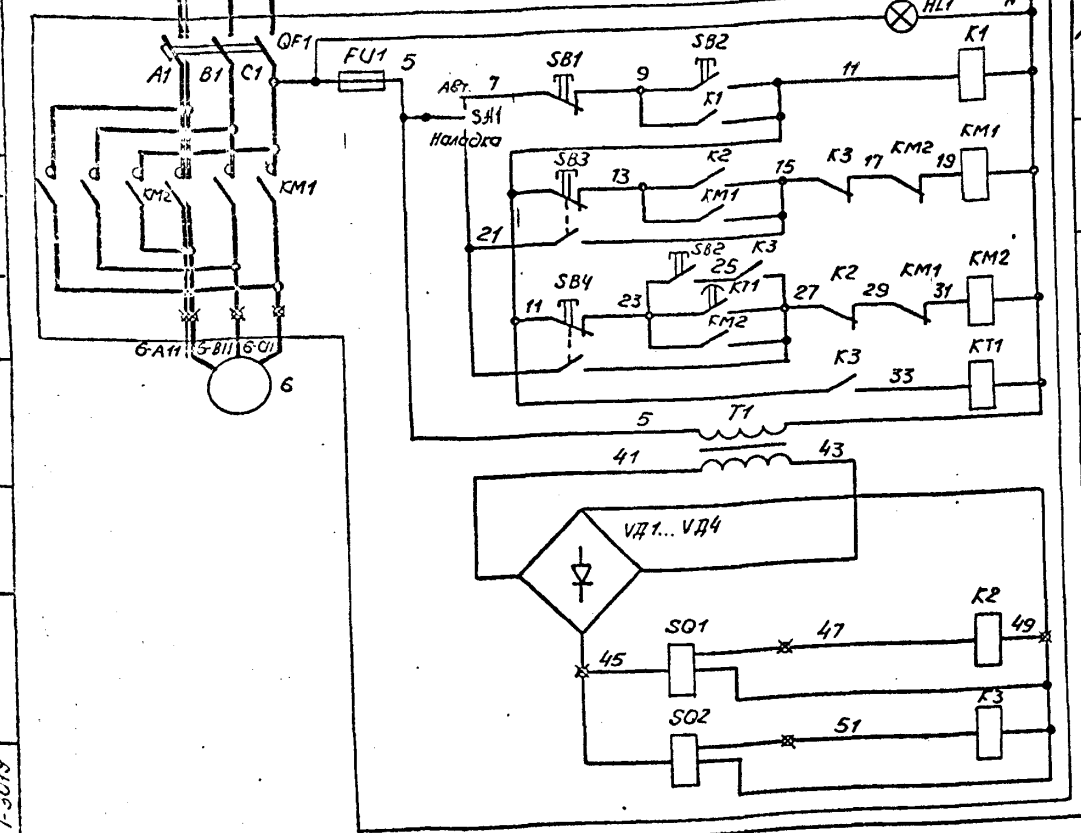 HL1 N
QF1
A1 B1 C1
FU1 5
Авт. 7 SB1 9 SB2 11 K1
SA1
Наладка
K1
SB3 13 K2 15 K3 17 KM2 19 KM1
KM1
KM2 KM1
21
SB2 25 K3
SB4 11 23 KT1 27 K2 29 KM1 31 KM2
KM2
K3 33 KT1
6-A11 6-B11 6-C11
6
5 T1
41 43
VД1...VД4
SQ1 47 K2 49
45
SQ2 51 K3